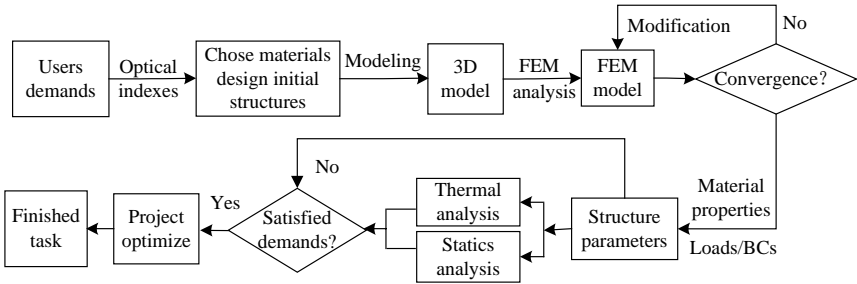 Users
demands
Optical
indexes
Chose materials
design initial
structures
Modeling
3D
model
FEM
analysis
FEM
model
Modification
No
Convergence?
Material
properties
Loads/BCs
Structure
parameters
Thermal
analysis
Statics
analysis
No
Satisfied
demands?
Yes
Project
optimize
Finished
task